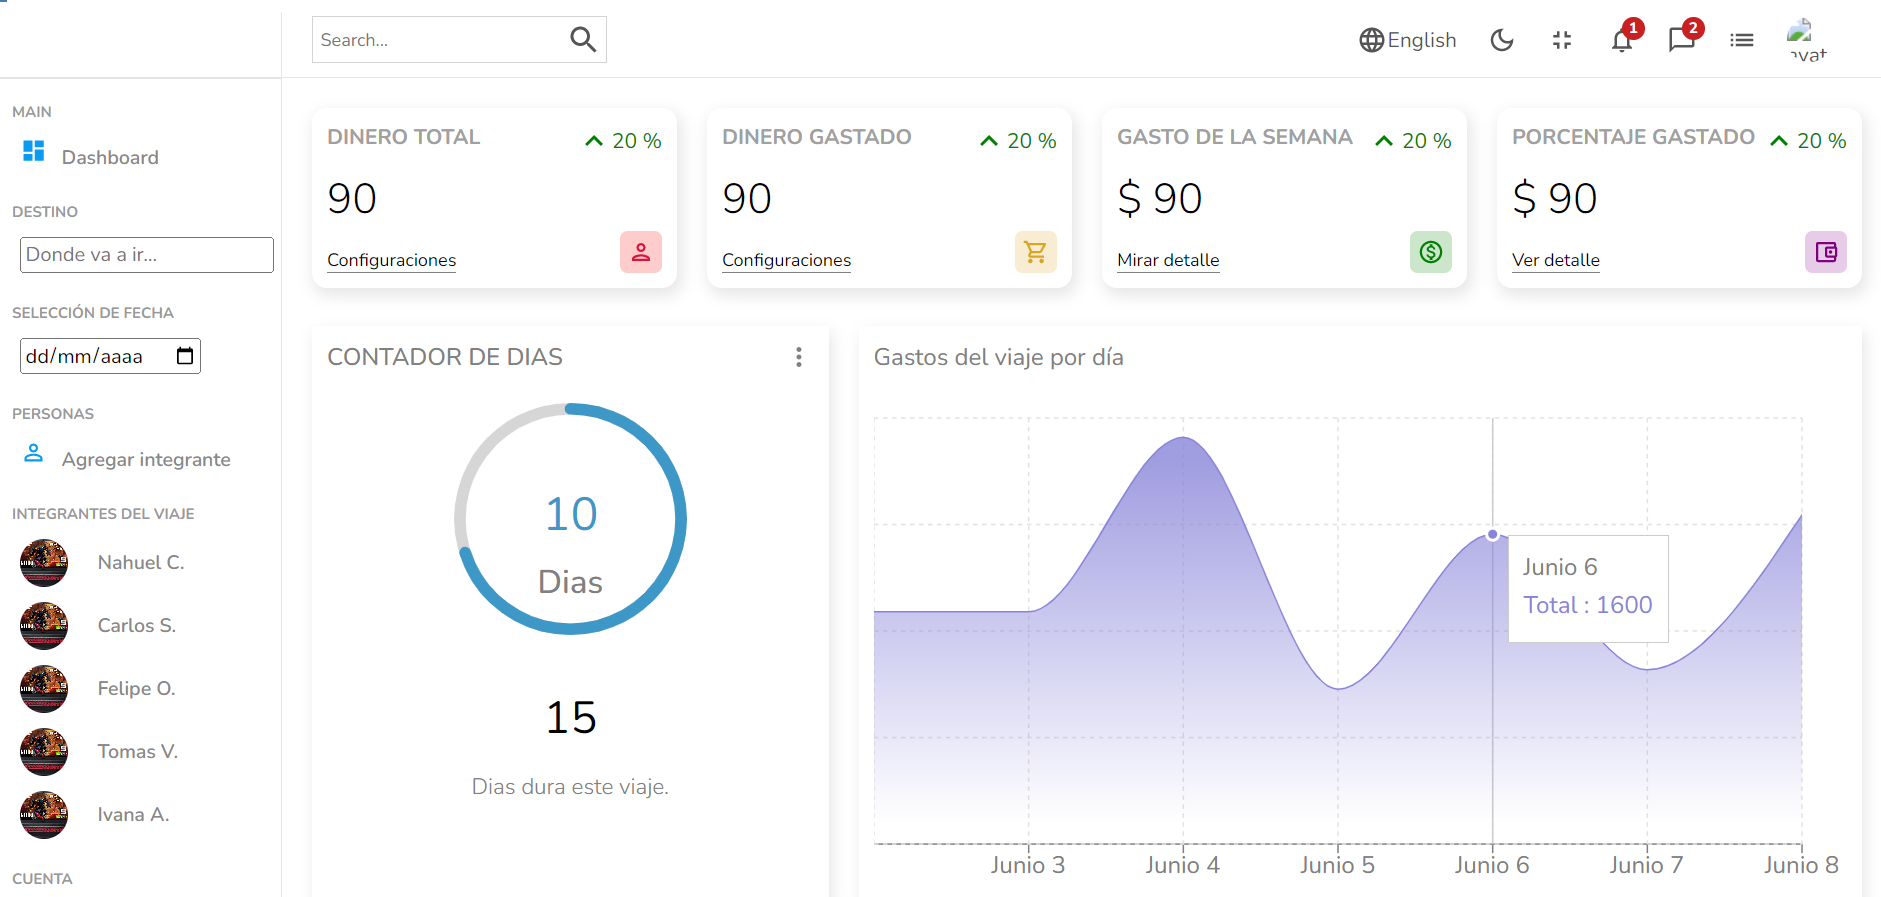 Search...
English
1
2
avat
MAIN
Dashboard
DESTINO
Donde va a ir...
SELECCIÓN DE FECHA
dd/mm/aaaa
PERSONAS
Agregar integrante
INTEGRANTES DEL VIAJE
Nahuel C.
Carlos S.
Felipe O.
Tomas V.
Ivana A.
CUENTA
DINERO TOTAL
20 %
90
Configuraciones
DINERO GASTADO
20 %
90
Configuraciones
GASTO DE LA SEMANA
20 %
$ 90
Mirar detalle
PORCENTAJE GASTADO
20 %
$ 90
Ver detalle
CONTADOR DE DIAS
10
Dias
15
Dias dura este viaje.
Gastos del viaje por día
Junio 6
Total : 1600
Junio 3
Junio 4
Junio 5
Junio 6
Junio 7
Junio 8